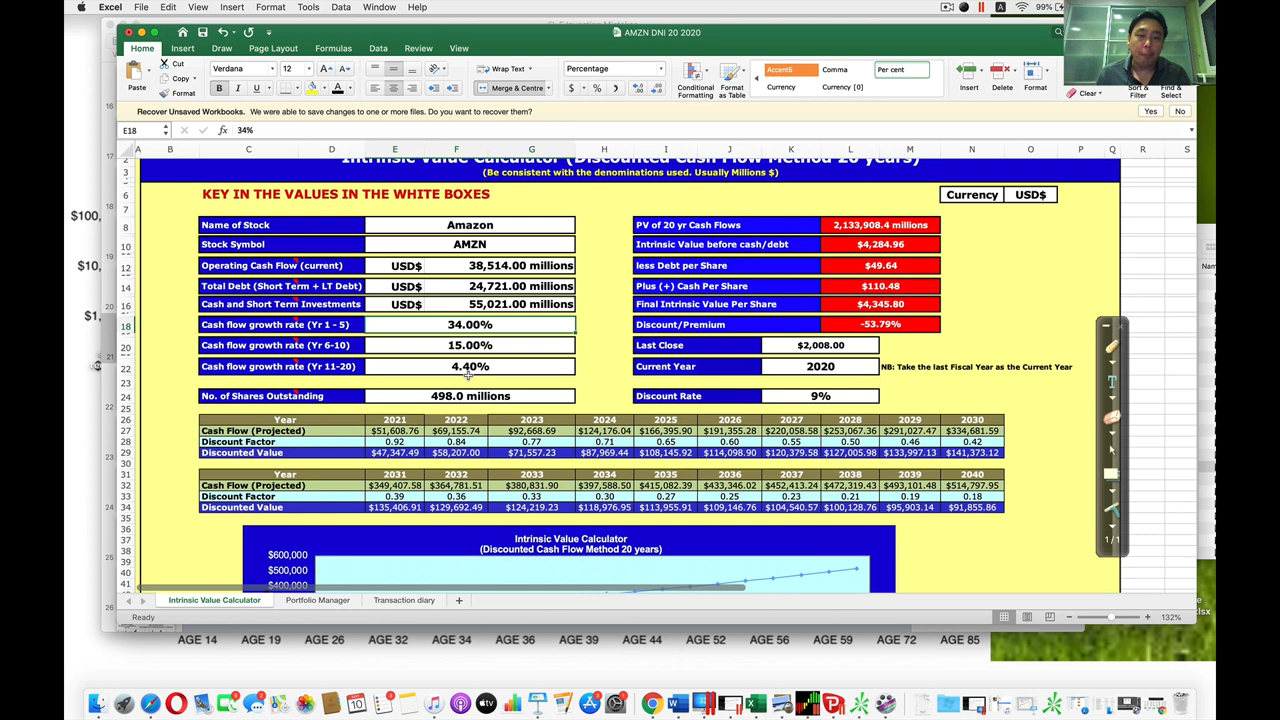 Excel File Edit View Insert Format Tools Data Window Help 99%
AMZN DNI 20 2020
Home Insert Draw Page Layout Formulas Data Review View
Paste Cut Copy Format
Verdana 12 Wrap Text Percentage
B I U Merge & Centre
Conditional Formatting Format as Table
Accent6 Comma Per cent
Currency Currency [0]
Insert Delete Format Clear Sort & Filter Find & Select
Recover Unsaved Workbooks. We were able to save changes to one or more files. Do you want to recover them? Yes No
E18 fx 34%
A B C D E F G H I J K L M N O P Q R S
Intrinsic Value Calculator (Discounted Cash Flow Method 20 years)
(Be consistent with the denominations used. Usually Millions $)
KEY IN THE VALUES IN THE WHITE BOXES
Currency USD$
Name of Stock Amazon
PV of 20 yr Cash Flows 2,133,908.4 millions
Stock Symbol AMZN
Intrinsic Value before cash/debt $4,284.96
Operating Cash Flow (current) USD$ 38,514.00 millions
less Debt per Share $49.64
Total Debt (Short Term + LT Debt) USD$ 24,721.00 millions
Plus (+) Cash Per Share $110.48
Cash and Short Term Investments USD$ 55,021.00 millions
Final Intrinsic Value Per Share $4,345.80
Cash flow growth rate (Yr 1 - 5) 34.00%
Discount/Premium -53.79%
Cash flow growth rate (Yr 6-10) 15.00%
Last Close $2,008.00
Cash flow growth rate (Yr 11-20) 4.40%
Current Year 2020 NB: Take the last Fiscal Year as the Current Year
No. of Shares Outstanding 498.0 millions
Discount Rate 9%
Year 2021 2022 2023 2024 2025 2026 2027 2028 2029 2030
Cash Flow (Projected) $51,608.76 $69,155.74 $92,668.69 $124,176.04 $166,395.90 $191,355.28 $220,058.58 $253,067.36 $291,027.47 $334,681.59
Discount Factor 0.92 0.84 0.77 0.71 0.65 0.60 0.55 0.50 0.46 0.42
Discounted Value $47,347.49 $58,207.00 $71,557.23 $87,969.44 $108,145.92 $114,098.90 $120,379.58 $127,005.98 $133,997.13 $141,373.12
Year 2031 2032 2033 2034 2035 2036 2037 2038 2039 2040
Cash Flow (Projected) $349,407.58 $364,781.51 $380,831.90 $397,588.50 $415,082.39 $433,346.02 $452,413.24 $472,319.43 $493,101.48 $514,797.95
Discount Factor 0.39 0.36 0.33 0.30 0.27 0.25 0.23 0.21 0.19 0.18
Discounted Value $135,406.91 $129,692.49 $124,219.23 $118,976.95 $113,955.91 $109,146.76 $104,540.57 $100,128.76 $95,903.14 $91,855.86
Intrinsic Value Calculator
(Discounted Cash Flow Method 20 years)
$600,000
$500,000
$400,000
Intrinsic Value Calculator Portfolio Manager Transaction diary +
Ready 132%
1 / 1
AGE 14 AGE 19 AGE 26 AGE 32 AGE 34 AGE 36 AGE 39 AGE 44 AGE 52 AGE 56 AGE 59 AGE 72 AGE 85